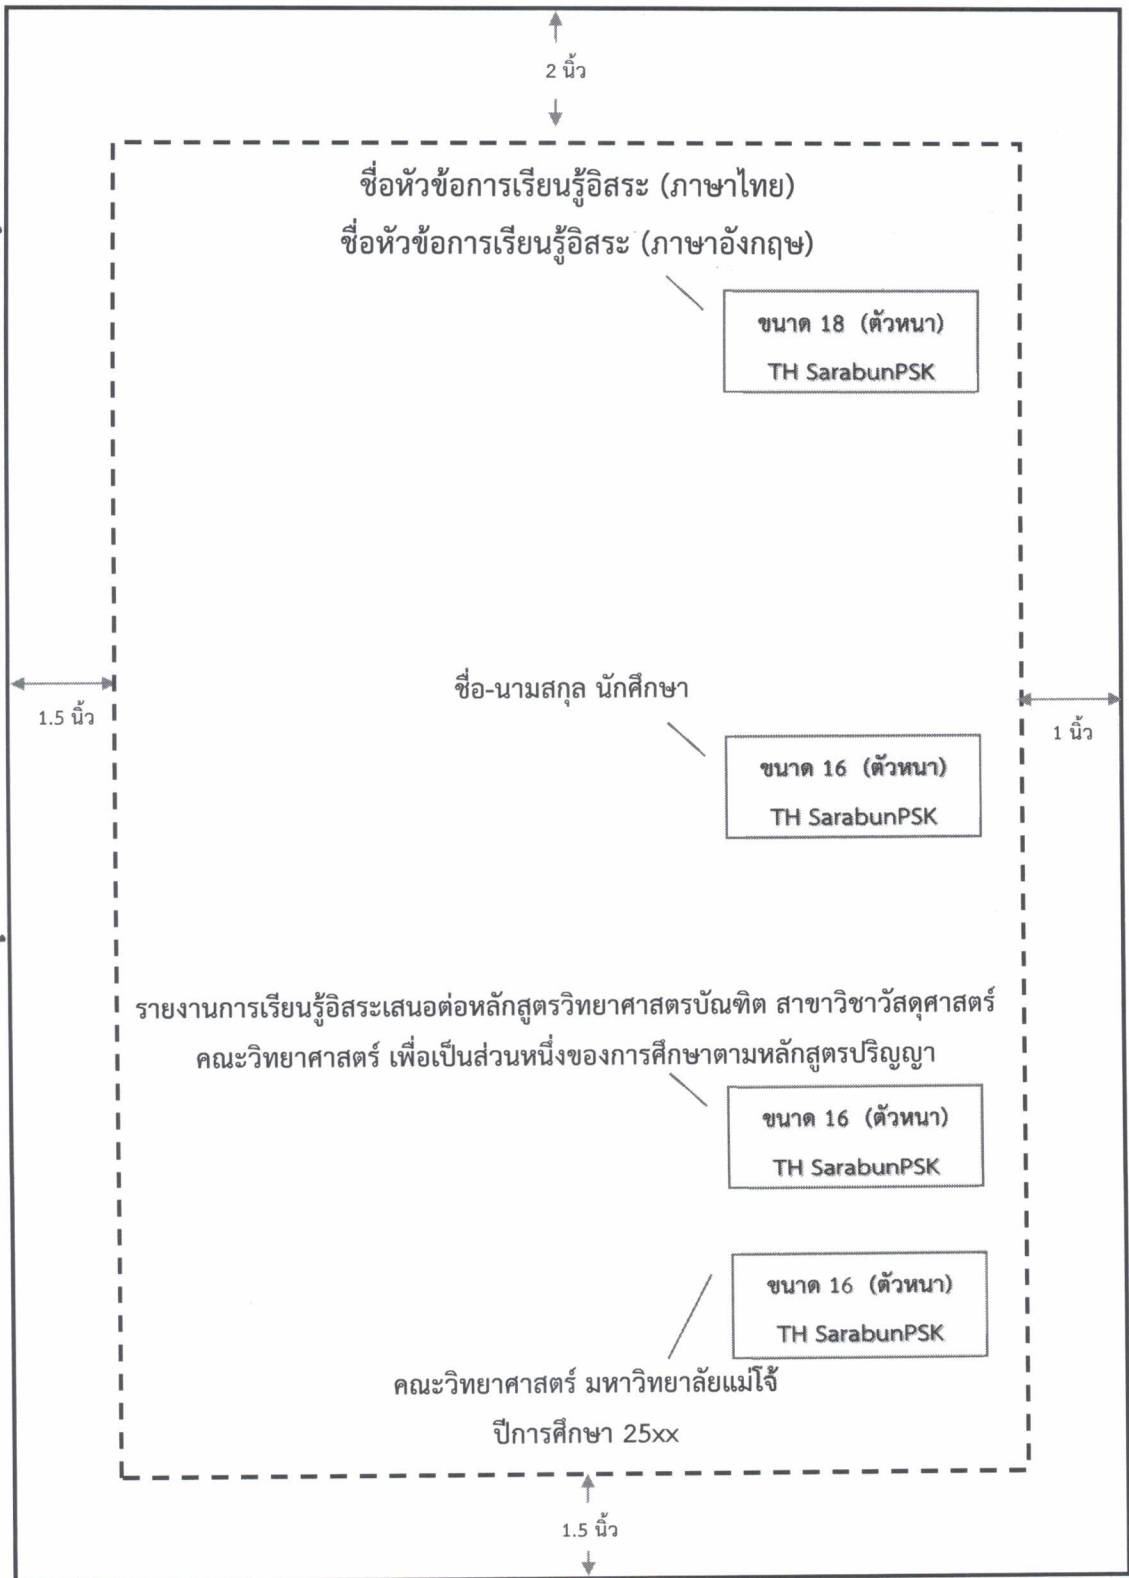 2 นิ้ว
ชื่อหัวข้อการเรียนรู้อิสระ (ภาษาไทย)
ชื่อหัวข้อการเรียนรู้อิสระ (ภาษาอังกฤษ)
ขนาด 18 (ตัวหนา)
TH SarabunPSK
ชื่อ-นามสกุล นักศึกษา
1.5 นิ้ว
1 นิ้ว
ขนาด 16 (ตัวหนา)
TH SarabunPSK
รายงานการเรียนรู้อิสระเสนอต่อหลักสูตรวิทยาศาสตรบัณฑิต สาขาวิชาวัสดุศาสตร์
คณะวิทยาศาสตร์ เพื่อเป็นส่วนหนึ่งของการศึกษาตามหลักสูตรปริญญา
ขนาด 16 (ตัวหนา)
TH SarabunPSK
ขนาด 16 (ตัวหนา)
TH SarabunPSK
คณะวิทยาศาสตร์ มหาวิทยาลัยแม่โจ้
ปีการศึกษา 25xx
1.5 นิ้ว